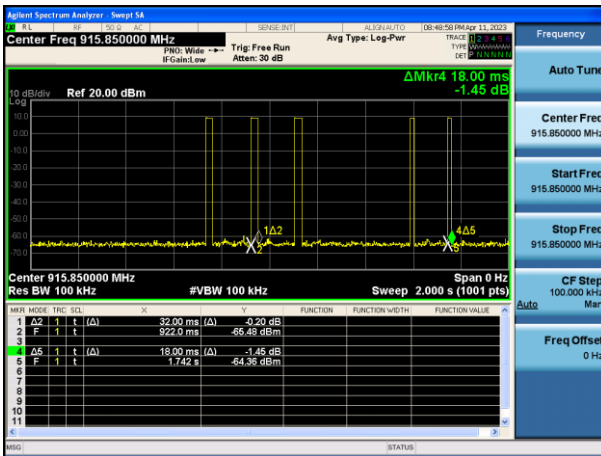 Agilent Spectrum Analyzer - Swept SA
RL RF 50 Ω AC SENSE:INT ALIGN AUTO 08:48:58 PM Apr 11, 2023
Center Freq 915.850000 MHz
PNO: Wide
IFGain:Low
Trig: Free Run
Atten: 30 dB
Avg Type: Log-Pwr
TRACE 1 2 3 4 5 6
TYPE WWWWWW
DET P N N N N N
ΔMkr4 18.00 ms
-1.45 dB
10 dB/div Ref 20.00 dBm
Log
10.0
0.00
-10.0
-20.0
-30.0
-40.0
-50.0
-60.0
-70.0
1Δ2
2
4Δ5
5
Center 915.850000 MHz Span 0 Hz
Res BW 100 kHz #VBW 100 kHz Sweep 2.000 s (1001 pts)
MKR MODE TRC SCL X Y FUNCTION FUNCTION WIDTH FUNCTION VALUE
1 Δ2 1 t (Δ) 32.00 ms (Δ) -0.20 dB
2 F 1 t 922.0 ms -65.48 dBm
3
4 Δ5 1 t (Δ) 18.00 ms (Δ) -1.45 dB
5 F 1 t 1.742 s -64.36 dBm
6
7
8
9
10
11
MSG STATUS
Frequency
Auto Tune
Center Freq
915.850000 MHz
Start Freq
915.850000 MHz
Stop Freq
915.850000 MHz
CF Step
100.000 kHz
Auto Man
Freq Offset
0 Hz